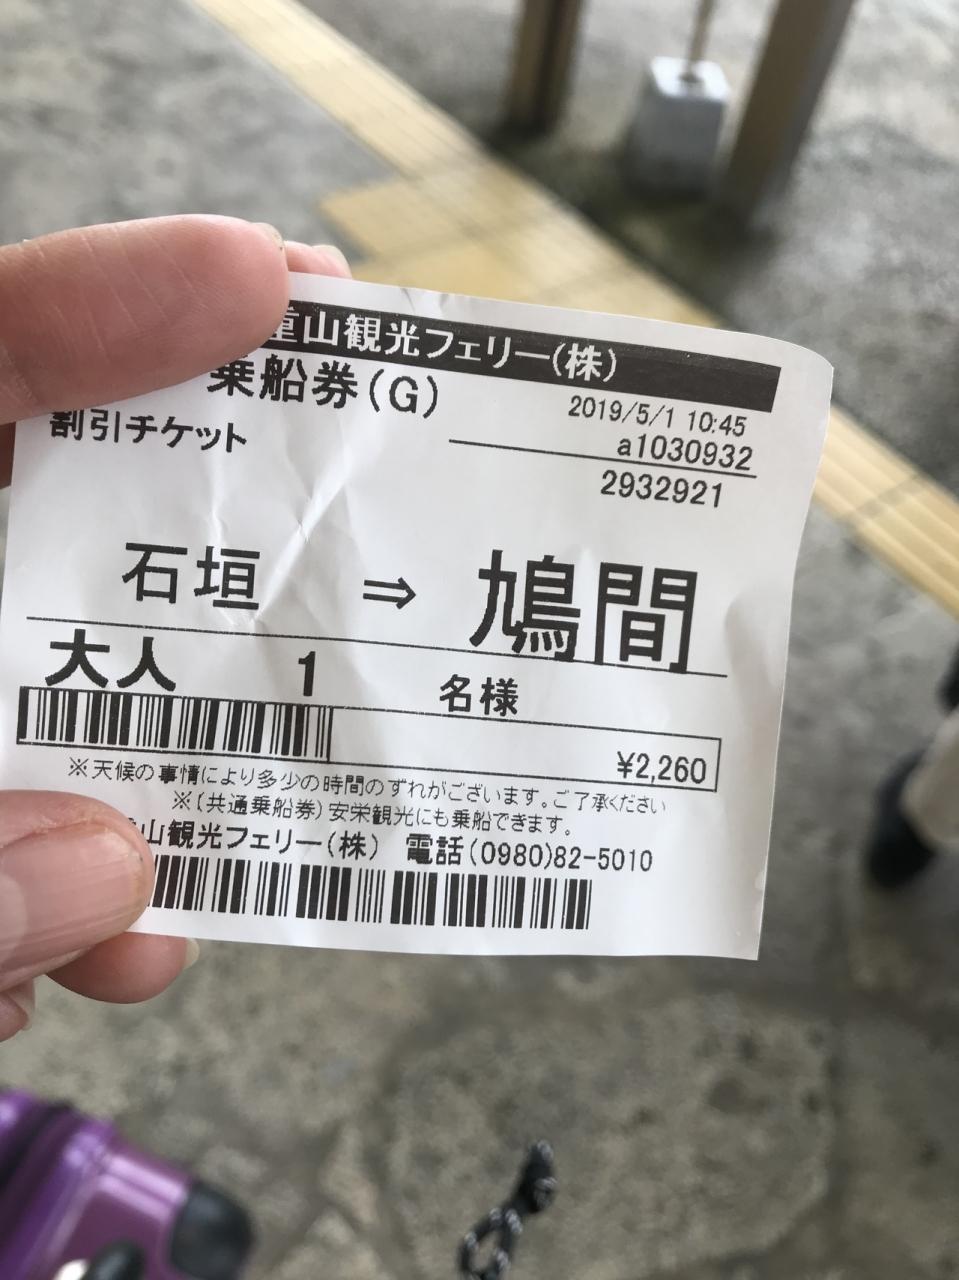 重山観光フェリー(株)
乗船券(G)
2019/5/1 10:45
割引チケット
a1030932
2932921
石垣 ⇒ 鳩間
大人 1 名様
¥2,260
※天候の事情により多少の時間のずれがございます。ご了承ください
※(共通乗船券)安栄観光にも乗船できます。
山観光フェリー(株) 電話(0980)82-5010